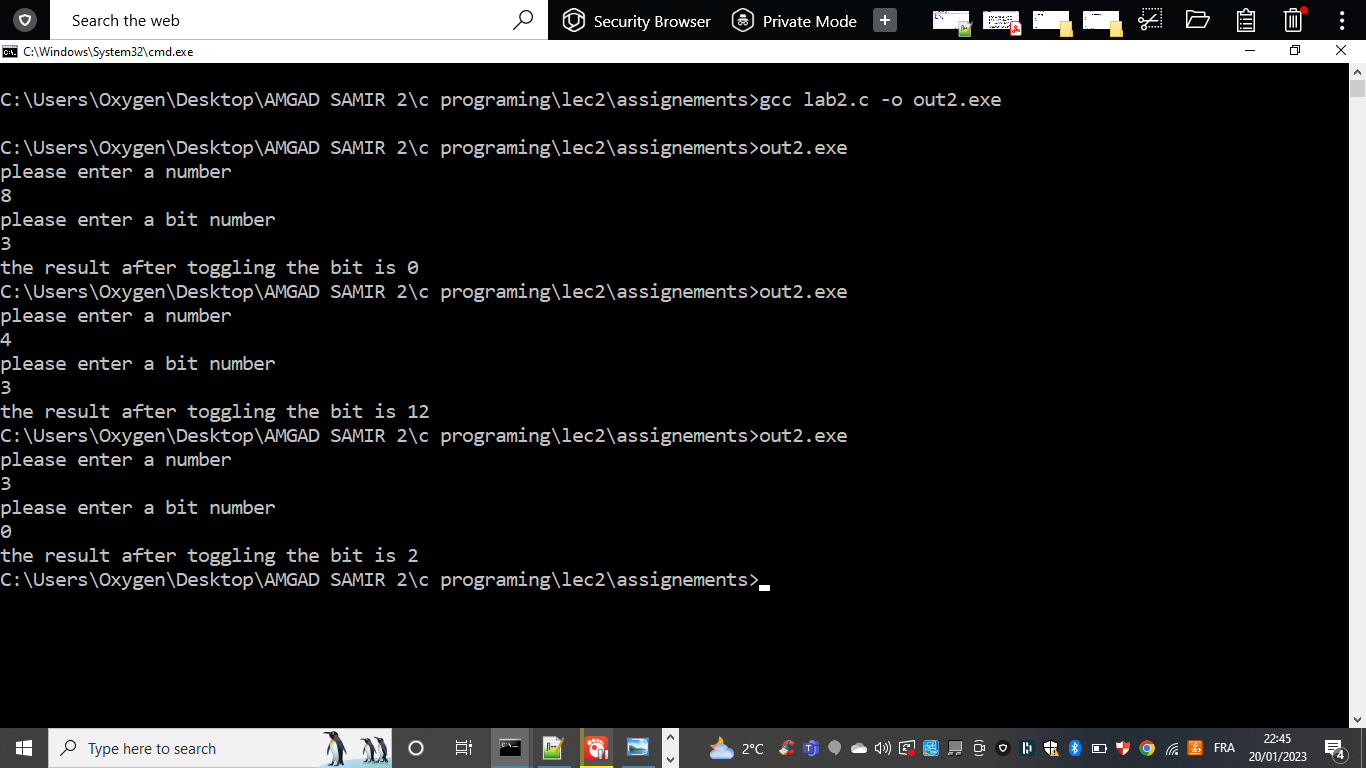 Search the web
Security Browser
Private Mode
C:\Windows\System32\cmd.exe
C:\Users\Oxygen\Desktop\AMGAD SAMIR 2\c programing\lec2\assignements>gcc lab2.c -o out2.exe
C:\Users\Oxygen\Desktop\AMGAD SAMIR 2\c programing\lec2\assignements>out2.exe
please enter a number
8
please enter a bit number
3
the result after toggling the bit is 0
C:\Users\Oxygen\Desktop\AMGAD SAMIR 2\c programing\lec2\assignements>out2.exe
please enter a number
4
please enter a bit number
3
the result after toggling the bit is 12
C:\Users\Oxygen\Desktop\AMGAD SAMIR 2\c programing\lec2\assignements>out2.exe
please enter a number
3
please enter a bit number
0
the result after toggling the bit is 2
C:\Users\Oxygen\Desktop\AMGAD SAMIR 2\c programing\lec2\assignements>
Type here to search
2°C
FRA
22:45
20/01/2023
4